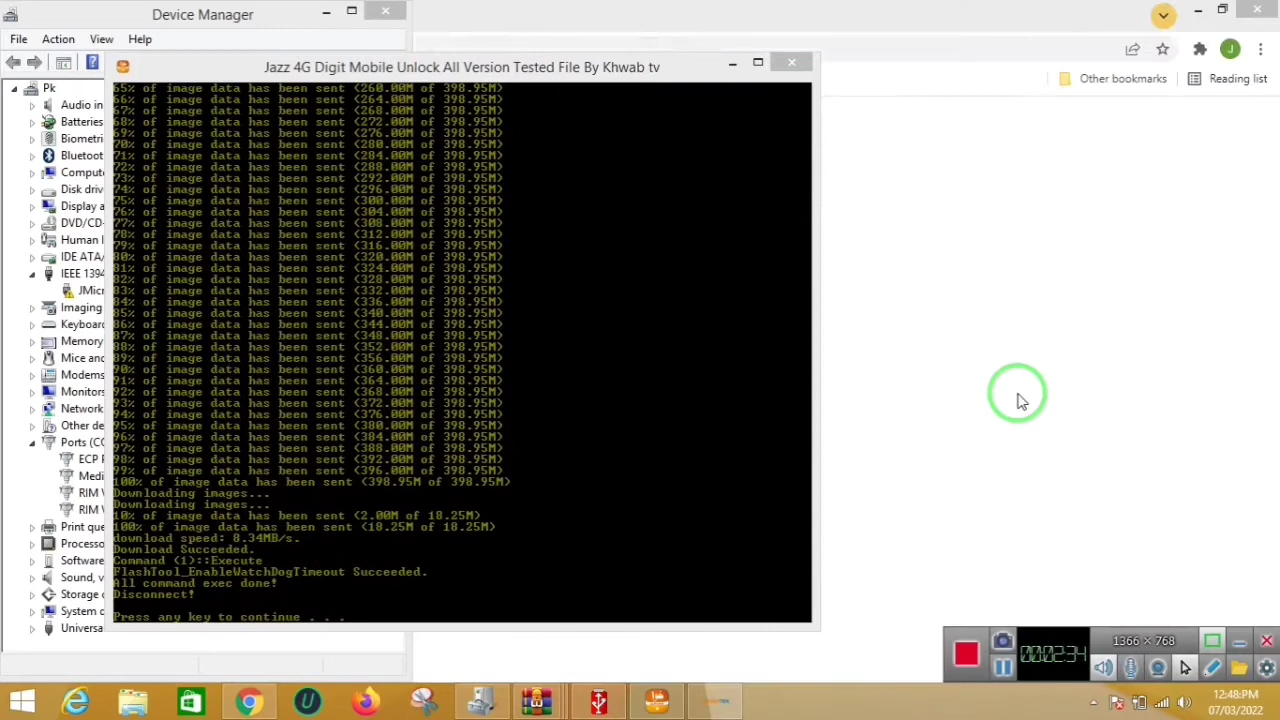 Device Manager
File Action View Help
Pk
Audio in
Batteries
Biometri
Bluetoot
Compute
Disk driv
Display a
DVD/CD-
Human I
IDE ATA/
IEEE 1394
JMicr
Imaging
Keyboard
Memory
Mice and
Modems
Monitors
Network
Other de
Ports (CO
ECP P
Medi
RIM V
RIM V
Print que
Processo
Software
Sound, v
Storage c
System d
Universa
Jazz 4G Digit Mobile Unlock All Version Tested File By Khwab tv
65% of image data has been sent (260.00M of 398.95M)
66% of image data has been sent (264.00M of 398.95M)
67% of image data has been sent (268.00M of 398.95M)
68% of image data has been sent (272.00M of 398.95M)
69% of image data has been sent (276.00M of 398.95M)
70% of image data has been sent (280.00M of 398.95M)
71% of image data has been sent (284.00M of 398.95M)
72% of image data has been sent (288.00M of 398.95M)
73% of image data has been sent (292.00M of 398.95M)
74% of image data has been sent (296.00M of 398.95M)
75% of image data has been sent (300.00M of 398.95M)
76% of image data has been sent (304.00M of 398.95M)
77% of image data has been sent (308.00M of 398.95M)
78% of image data has been sent (312.00M of 398.95M)
79% of image data has been sent (316.00M of 398.95M)
80% of image data has been sent (320.00M of 398.95M)
81% of image data has been sent (324.00M of 398.95M)
82% of image data has been sent (328.00M of 398.95M)
83% of image data has been sent (332.00M of 398.95M)
84% of image data has been sent (336.00M of 398.95M)
85% of image data has been sent (340.00M of 398.95M)
86% of image data has been sent (344.00M of 398.95M)
87% of image data has been sent (348.00M of 398.95M)
88% of image data has been sent (352.00M of 398.95M)
89% of image data has been sent (356.00M of 398.95M)
90% of image data has been sent (360.00M of 398.95M)
91% of image data has been sent (364.00M of 398.95M)
92% of image data has been sent (368.00M of 398.95M)
93% of image data has been sent (372.00M of 398.95M)
94% of image data has been sent (376.00M of 398.95M)
95% of image data has been sent (380.00M of 398.95M)
96% of image data has been sent (384.00M of 398.95M)
97% of image data has been sent (388.00M of 398.95M)
98% of image data has been sent (392.00M of 398.95M)
99% of image data has been sent (396.00M of 398.95M)
100% of image data has been sent (398.95M of 398.95M)
Downloading images...
Downloading images...
10% of image data has been sent (2.00M of 18.25M)
100% of image data has been sent (18.25M of 18.25M)
download speed: 8.34MB/s.
Download Succeeded.
Command (1)::Execute
FlashTool_EnableWatchDogTimeout Succeeded.
All command exec done!
Disconnect!
Press any key to continue . . .
J
Other bookmarks
Reading list
00:02:34
1366 × 768
12:48 PM
07/03/2022